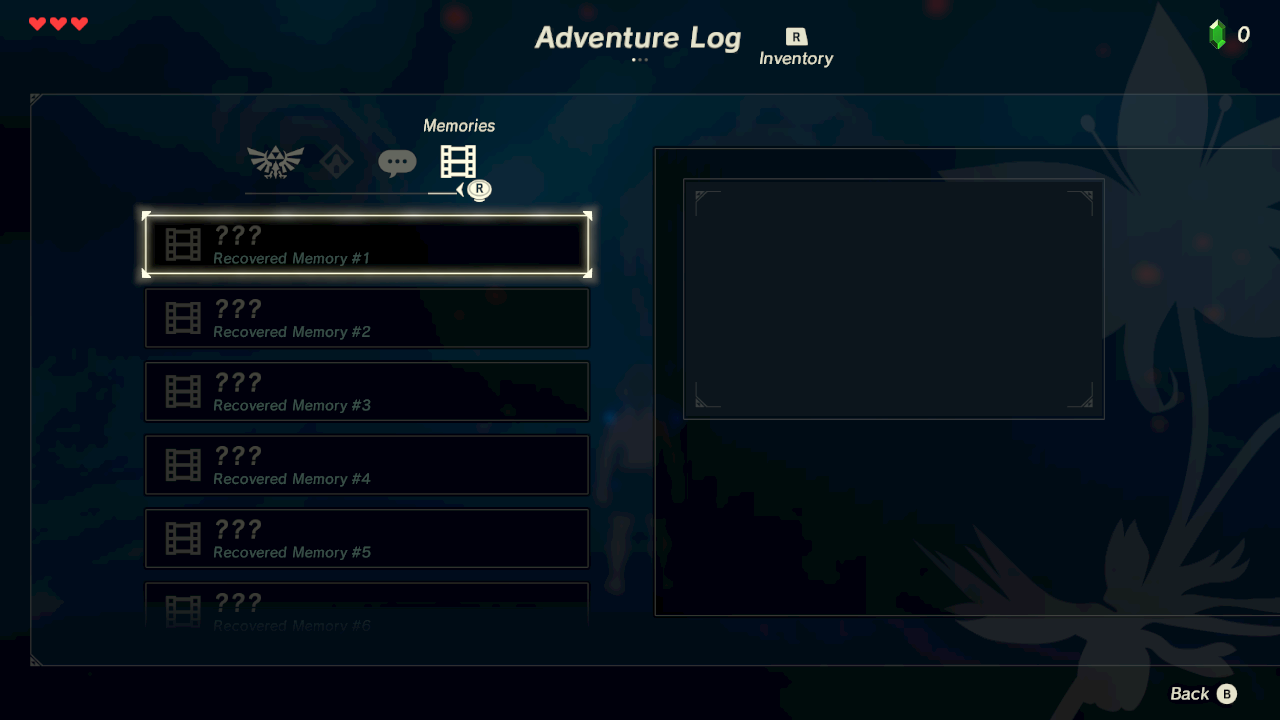 Adventure Log
R
Inventory
0
Memories
R
???
Recovered Memory #1
???
Recovered Memory #2
???
Recovered Memory #3
???
Recovered Memory #4
???
Recovered Memory #5
???
Recovered Memory #6
Back B